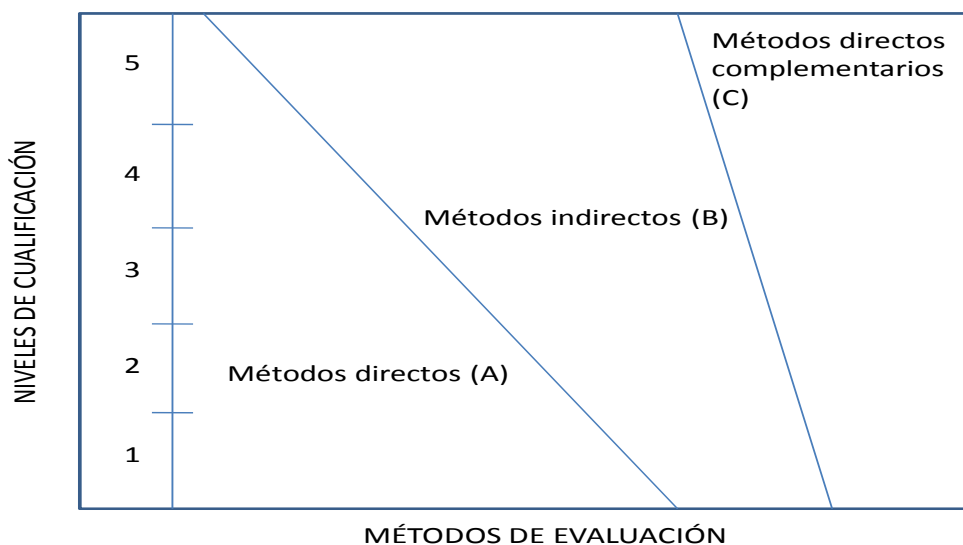 Métodos directos
complementarios
(C)
5
4
Métodos indirectos (B)
3
2
Métodos directos (A)
1
NIVELES DE CUALIFICACIÓN
MÉTODOS DE EVALUACIÓN